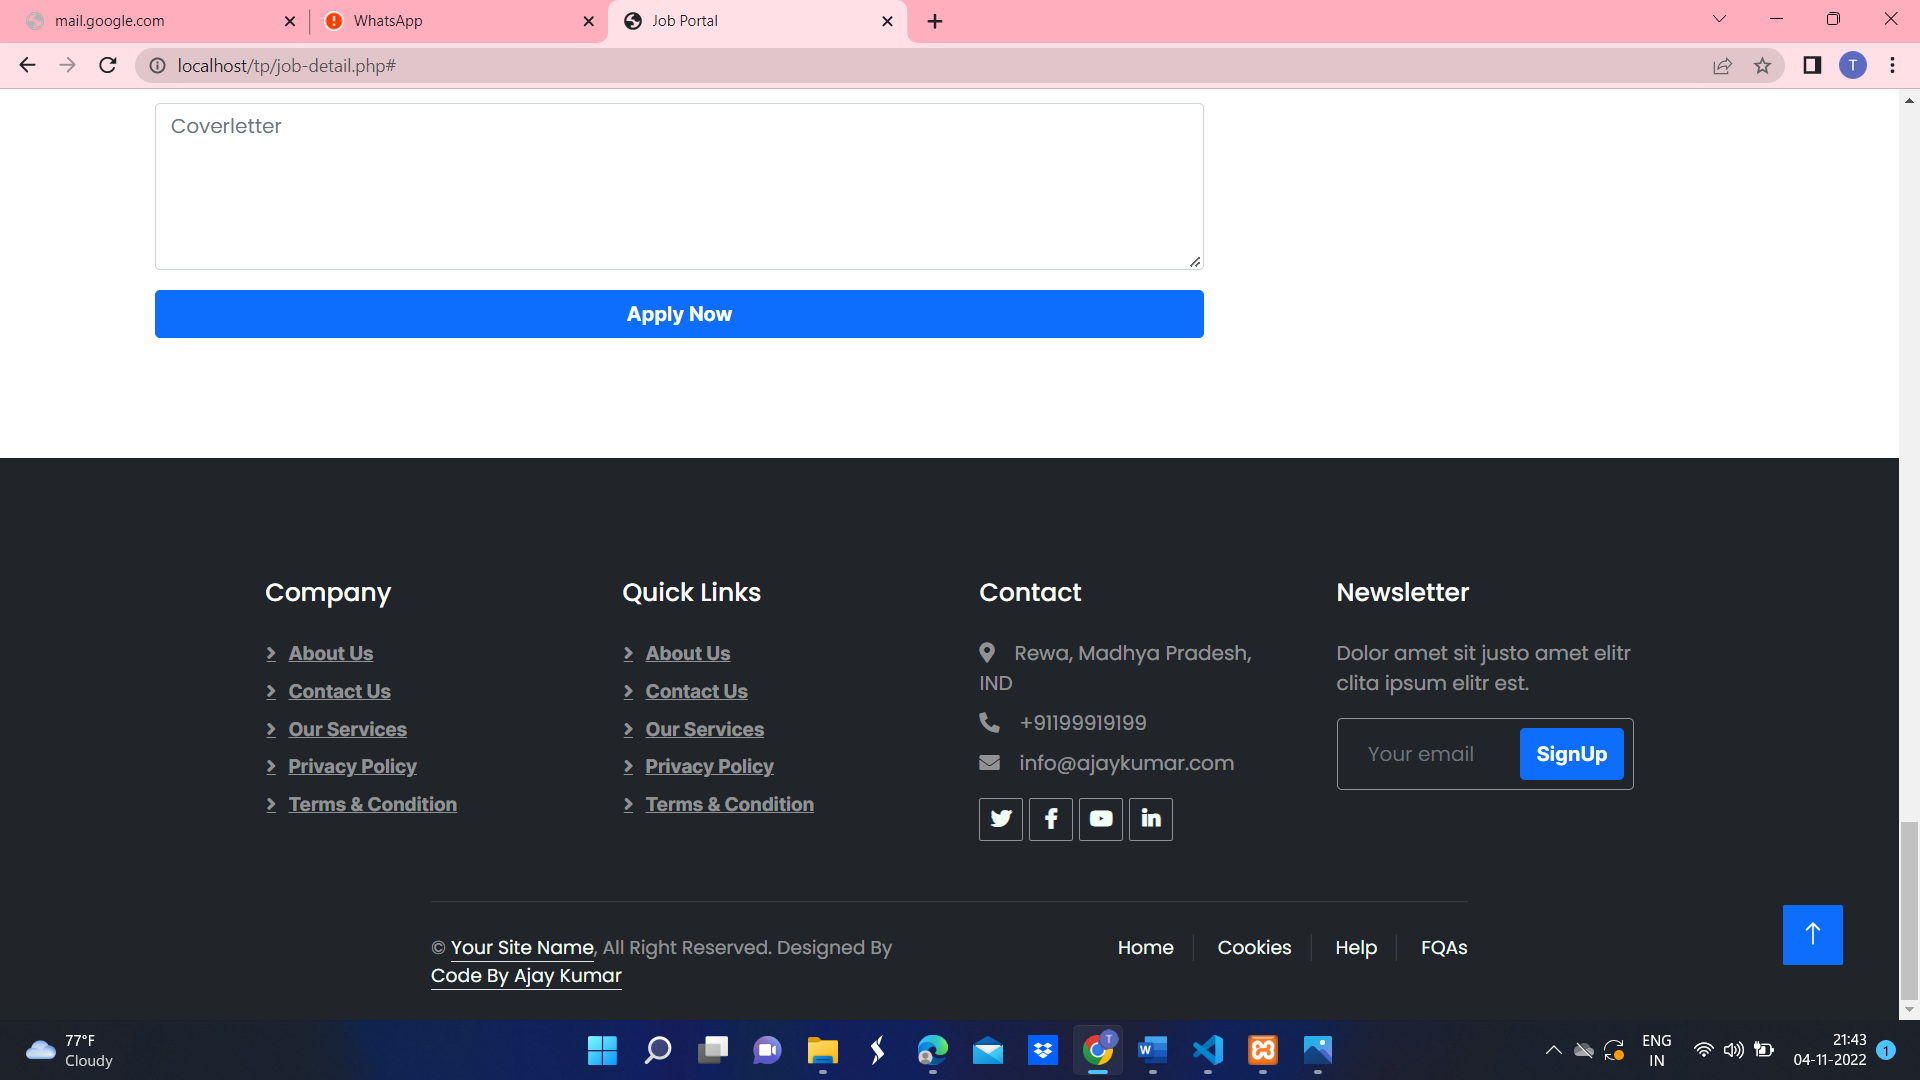 mail.google.com
WhatsApp
Job Portal
localhost/tp/job-detail.php#
T
Coverletter
Apply Now
Company
About Us
Contact Us
Our Services
Privacy Policy
Terms & Condition
Quick Links
About Us
Contact Us
Our Services
Privacy Policy
Terms & Condition
Contact
Rewa, Madhya Pradesh,
IND
+91199919199
info@ajaykumar.com
Newsletter
Dolor amet sit justo amet elitr
clita ipsum elitr est.
Your email
SignUp
© Your Site Name, All Right Reserved. Designed By
Code By Ajay Kumar
Home
Cookies
Help
FQAs
77°F
Cloudy
T
W
ENG
IN
21:43
04-11-2022
1